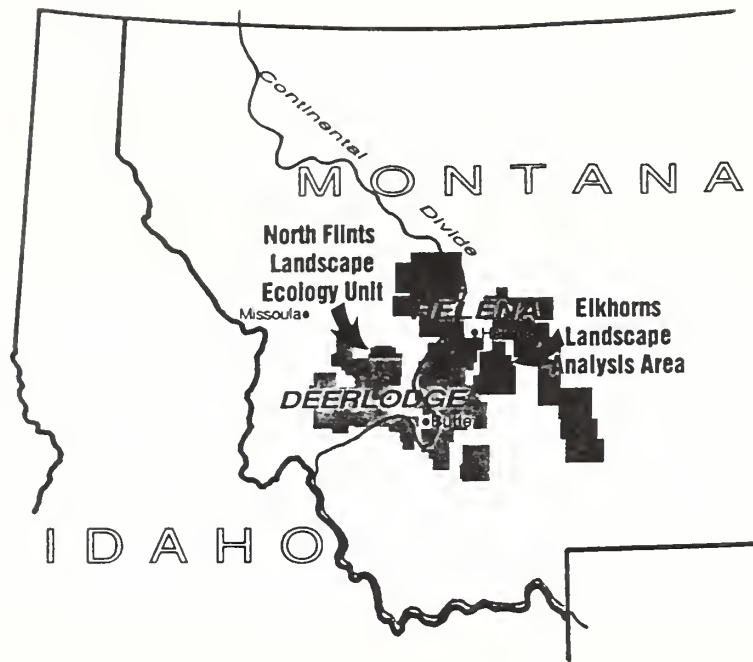 Continental
Divide
MONTANA
North Flints
Landscape
Ecology Unit
Missoula
HELENA
Elkhorns
Landscape
Analysis Area
DEERLODGE
Butte
IDAHO